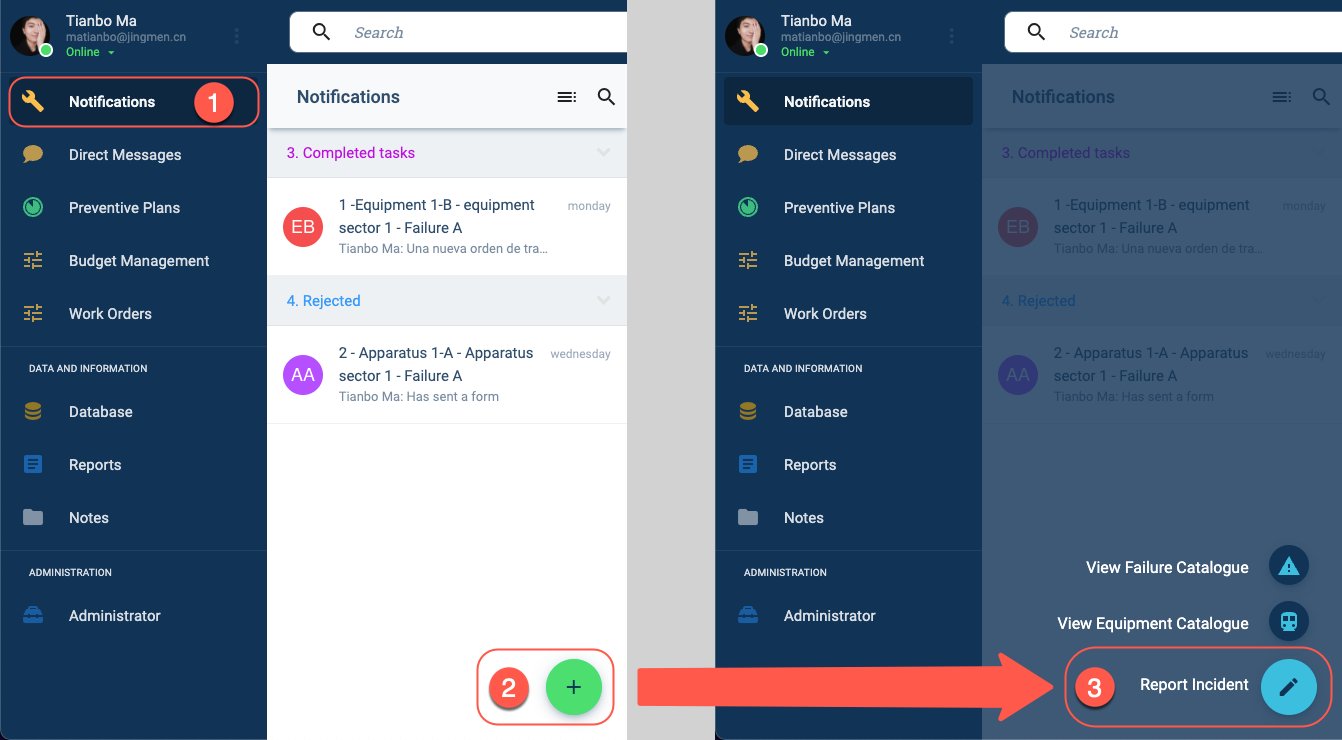 Tianbo Ma
matianbo@jingmen.cn
Online
Notifications
1
Direct Messages
Preventive Plans
Budget Management
Work Orders
DATA AND INFORMATION
Database
Reports
Notes
ADMINISTRATION
Administrator
Search
Notifications
3. Completed tasks
EB
1 -Equipment 1-B - equipment
sector 1 - Failure A
monday
Tianbo Ma: Una nueva orden de tra...
4. Rejected
AA
2 - Apparatus 1-A - Apparatus
sector 1 - Failure A
wednesday
Tianbo Ma: Has sent a form
2
+
Tianbo Ma
matianbo@jingmen.cn
Online
Notifications
Direct Messages
Preventive Plans
Budget Management
Work Orders
DATA AND INFORMATION
Database
Reports
Notes
ADMINISTRATION
Administrator
Search
Notifications
3. Completed tasks
EB
1 -Equipment 1-B - equipment
sector 1 - Failure A
monday
Tianbo Ma: Una nueva orden de tra...
4. Rejected
AA
2 - Apparatus 1-A - Apparatus
sector 1 - Failure A
wednesday
Tianbo Ma: Has sent a form
View Failure Catalogue
View Equipment Catalogue
3
Report Incident